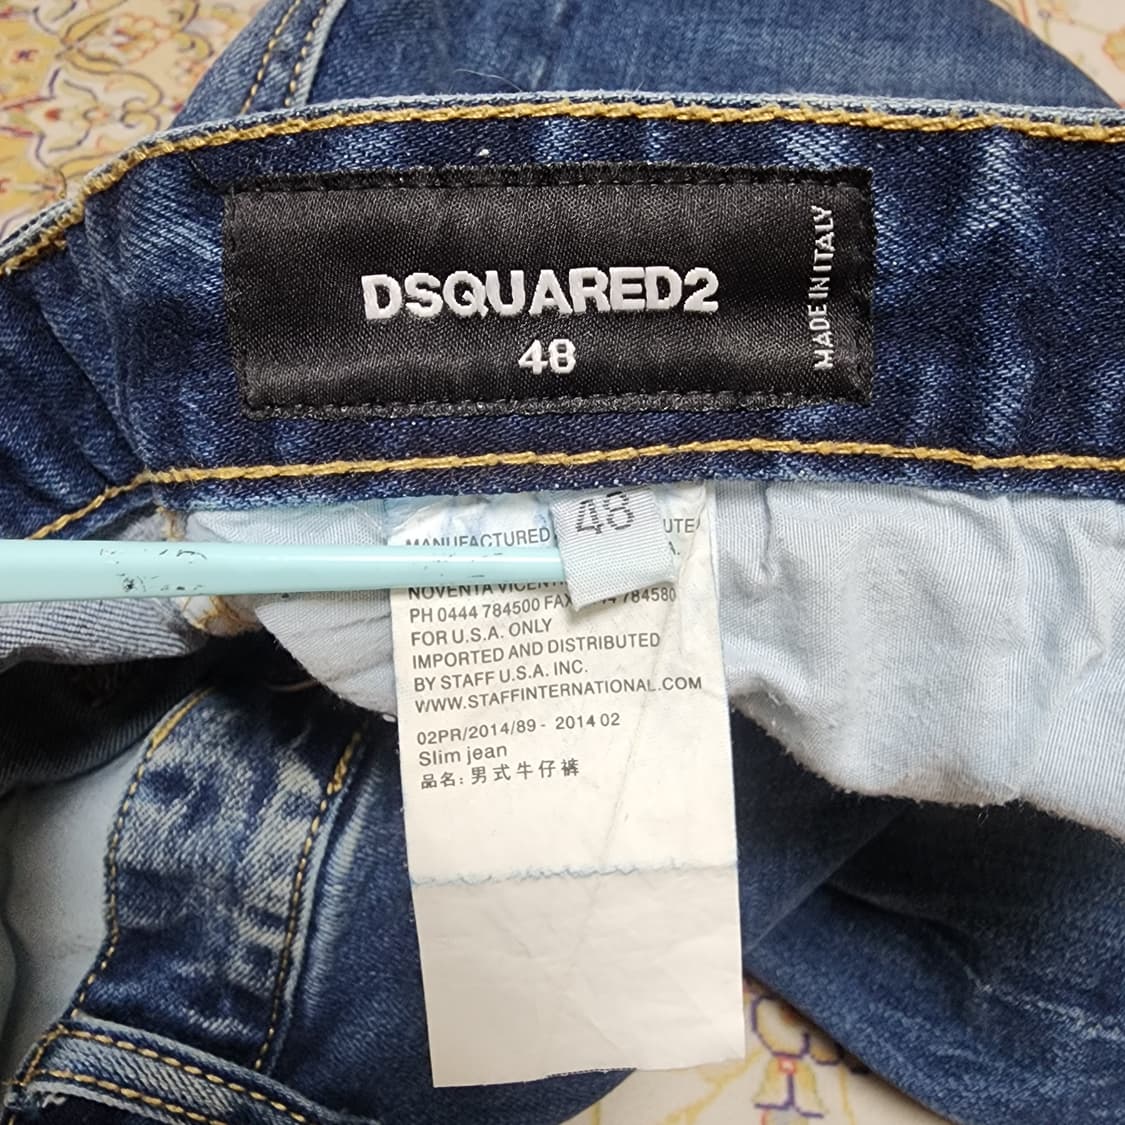 DSQUARED2
48
MADE IN ITALY
48
MANUFACTURED
NOVENTA
PH 0444 784500 FAX 784580
FOR U.S.A. ONLY
IMPORTED AND DISTRIBUTED
BY STAFF U.S.A. INC.
WWW.STAFFINTERNATIONAL.COM
02PR/2014/89 - 2014 02
Slim jean
品名: 男式牛仔裤